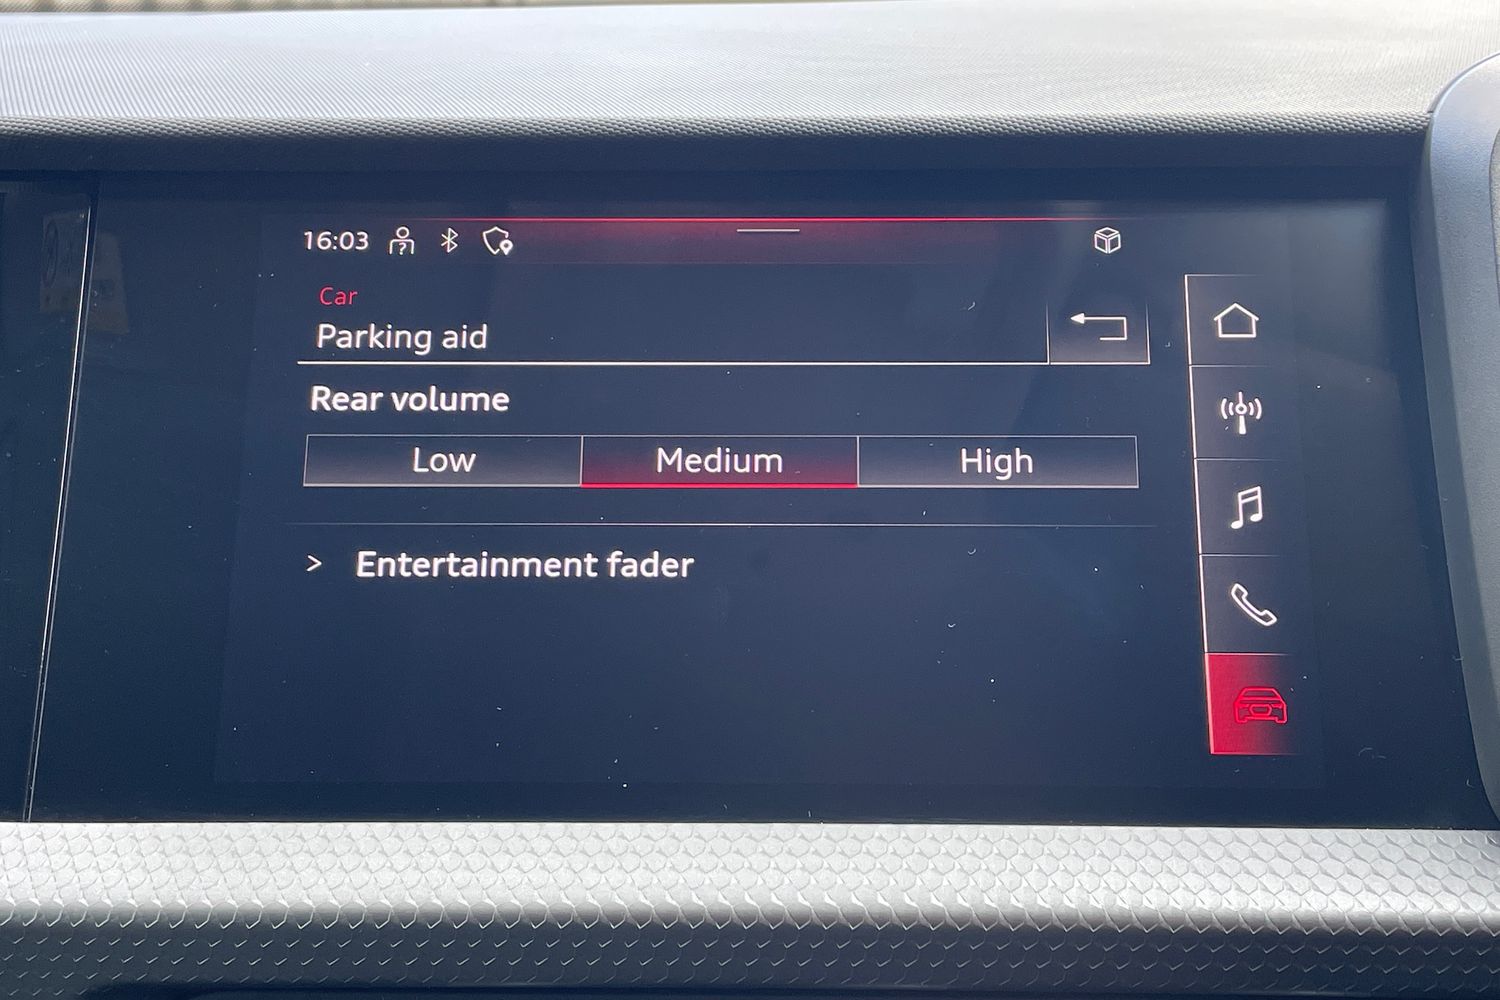 16:03
Car
Parking aid
Rear volume
Low Medium High
> Entertainment fader